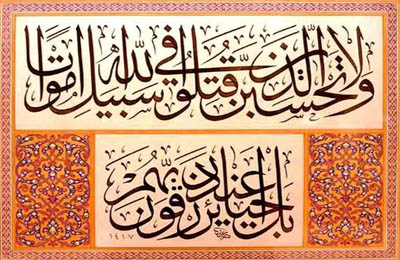 ولا تحسبن الذين قتلوا في سبيل الله أمواتا
بل أحياء عند ربهم يرزقون
١٤١٧